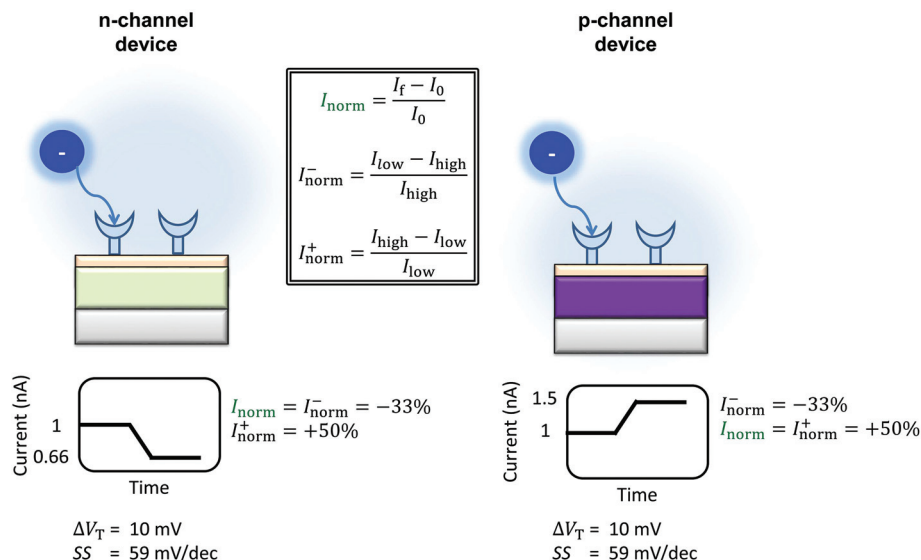 n-channel
device
p-channel
device
I_norm = (I_f − I_0) / I_0
I⁻_norm = (I_low − I_high) / I_high
I⁺_norm = (I_high − I_low) / I_low
-
-
Current (nA)
1
0.66
Time
I_norm = I⁻_norm = −33%
I⁺_norm = +50%
ΔV_T = 10 mV
SS = 59 mV/dec
Current (nA)
1.5
1
Time
I⁻_norm = −33%
I_norm = I⁺_norm = +50%
ΔV_T = 10 mV
SS = 59 mV/dec